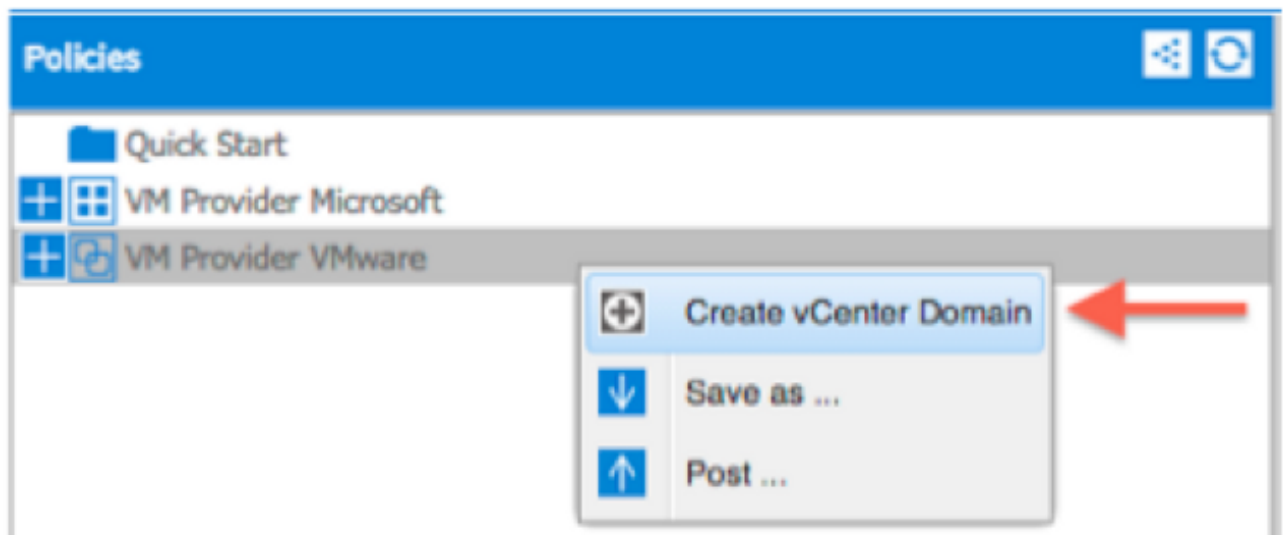 Policies
Quick Start
VM Provider Microsoft
VM Provider VMware
Create vCenter Domain
Save as ...
Post ...